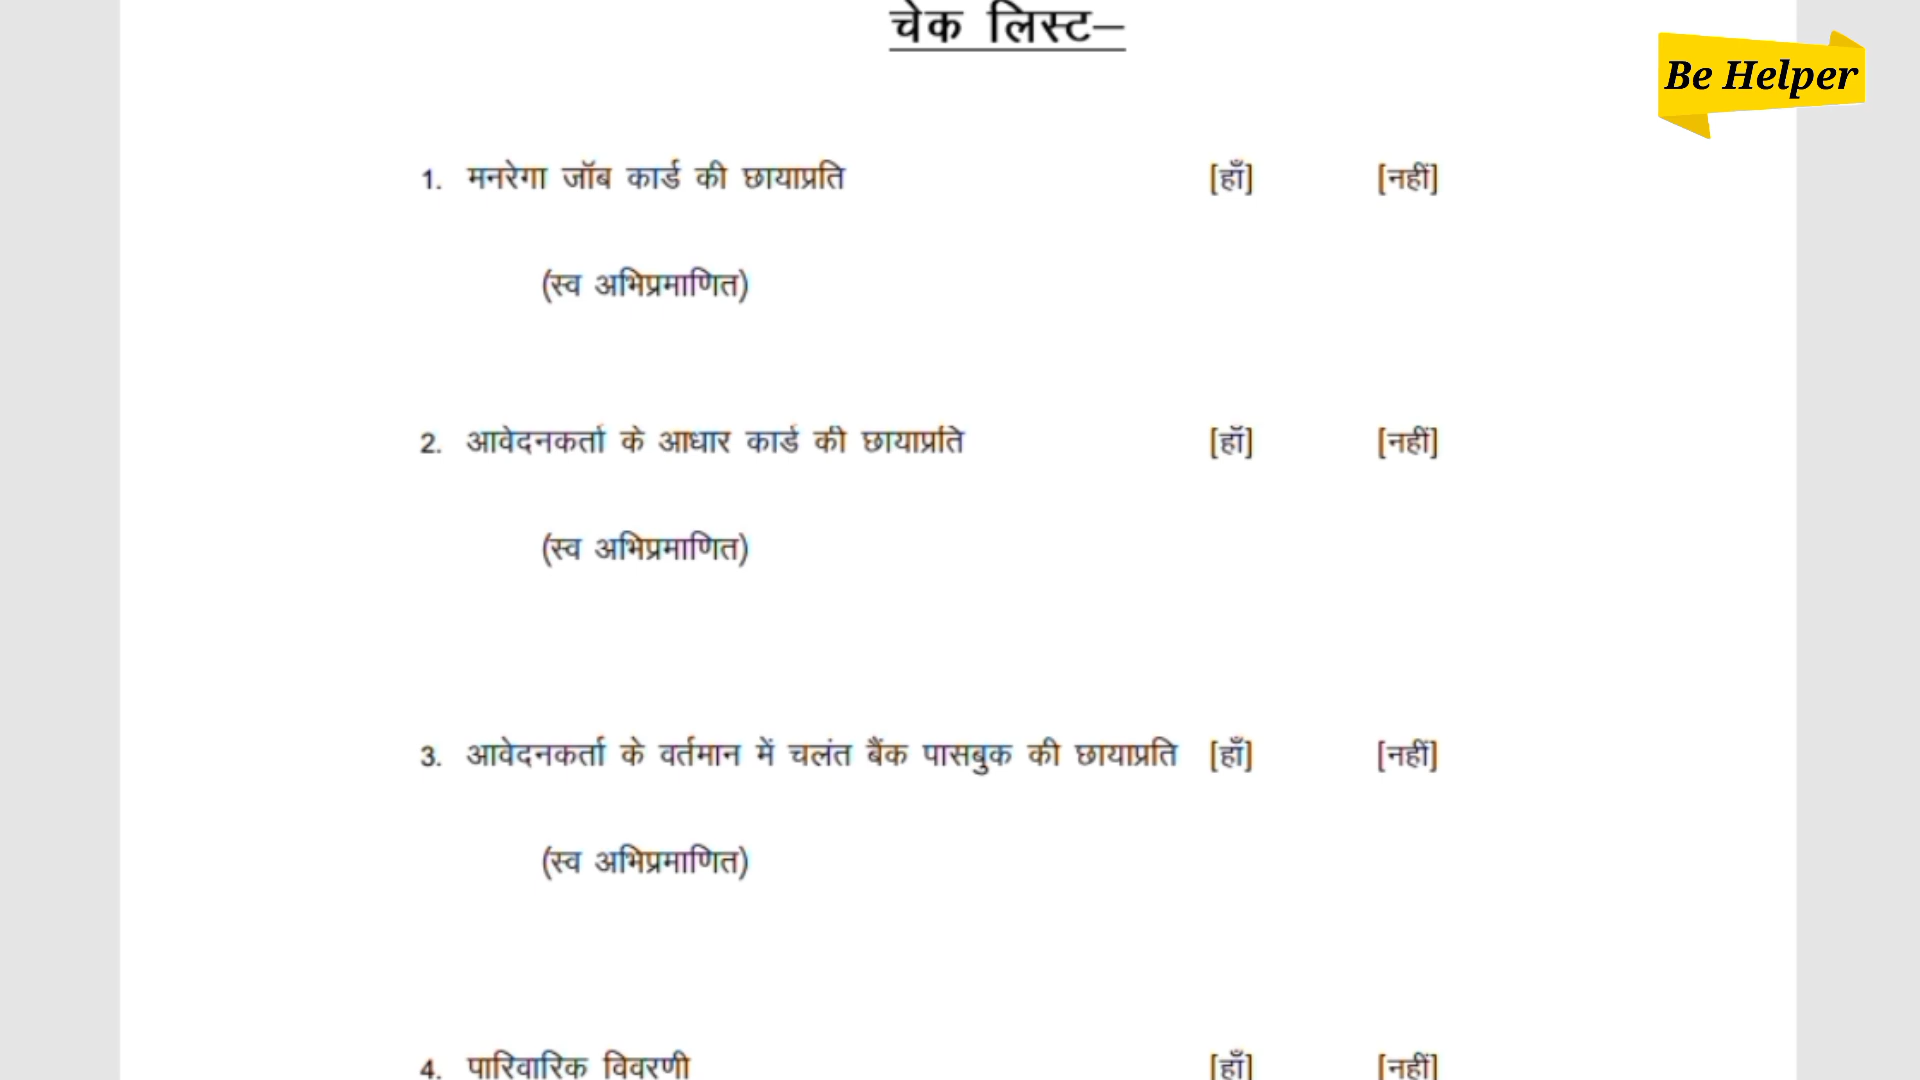 चेक लिस्ट–
Be Helper
1. मनरेगा जॉब कार्ड की छायाप्रति [हाँ] [नहीं]
(स्व अभिप्रमाणित)
2. आवेदनकर्ता के आधार कार्ड की छायाप्रति [हॉ] [नहीं]
(स्व अभिप्रमाणित)
3. आवेदनकर्ता के वर्तमान में चलंत बैंक पासबुक की छायाप्रति [हाँ] [नहीं]
(स्व अभिप्रमाणित)
4. पारिवारिक विवरणी [हाँ] [नहीं]